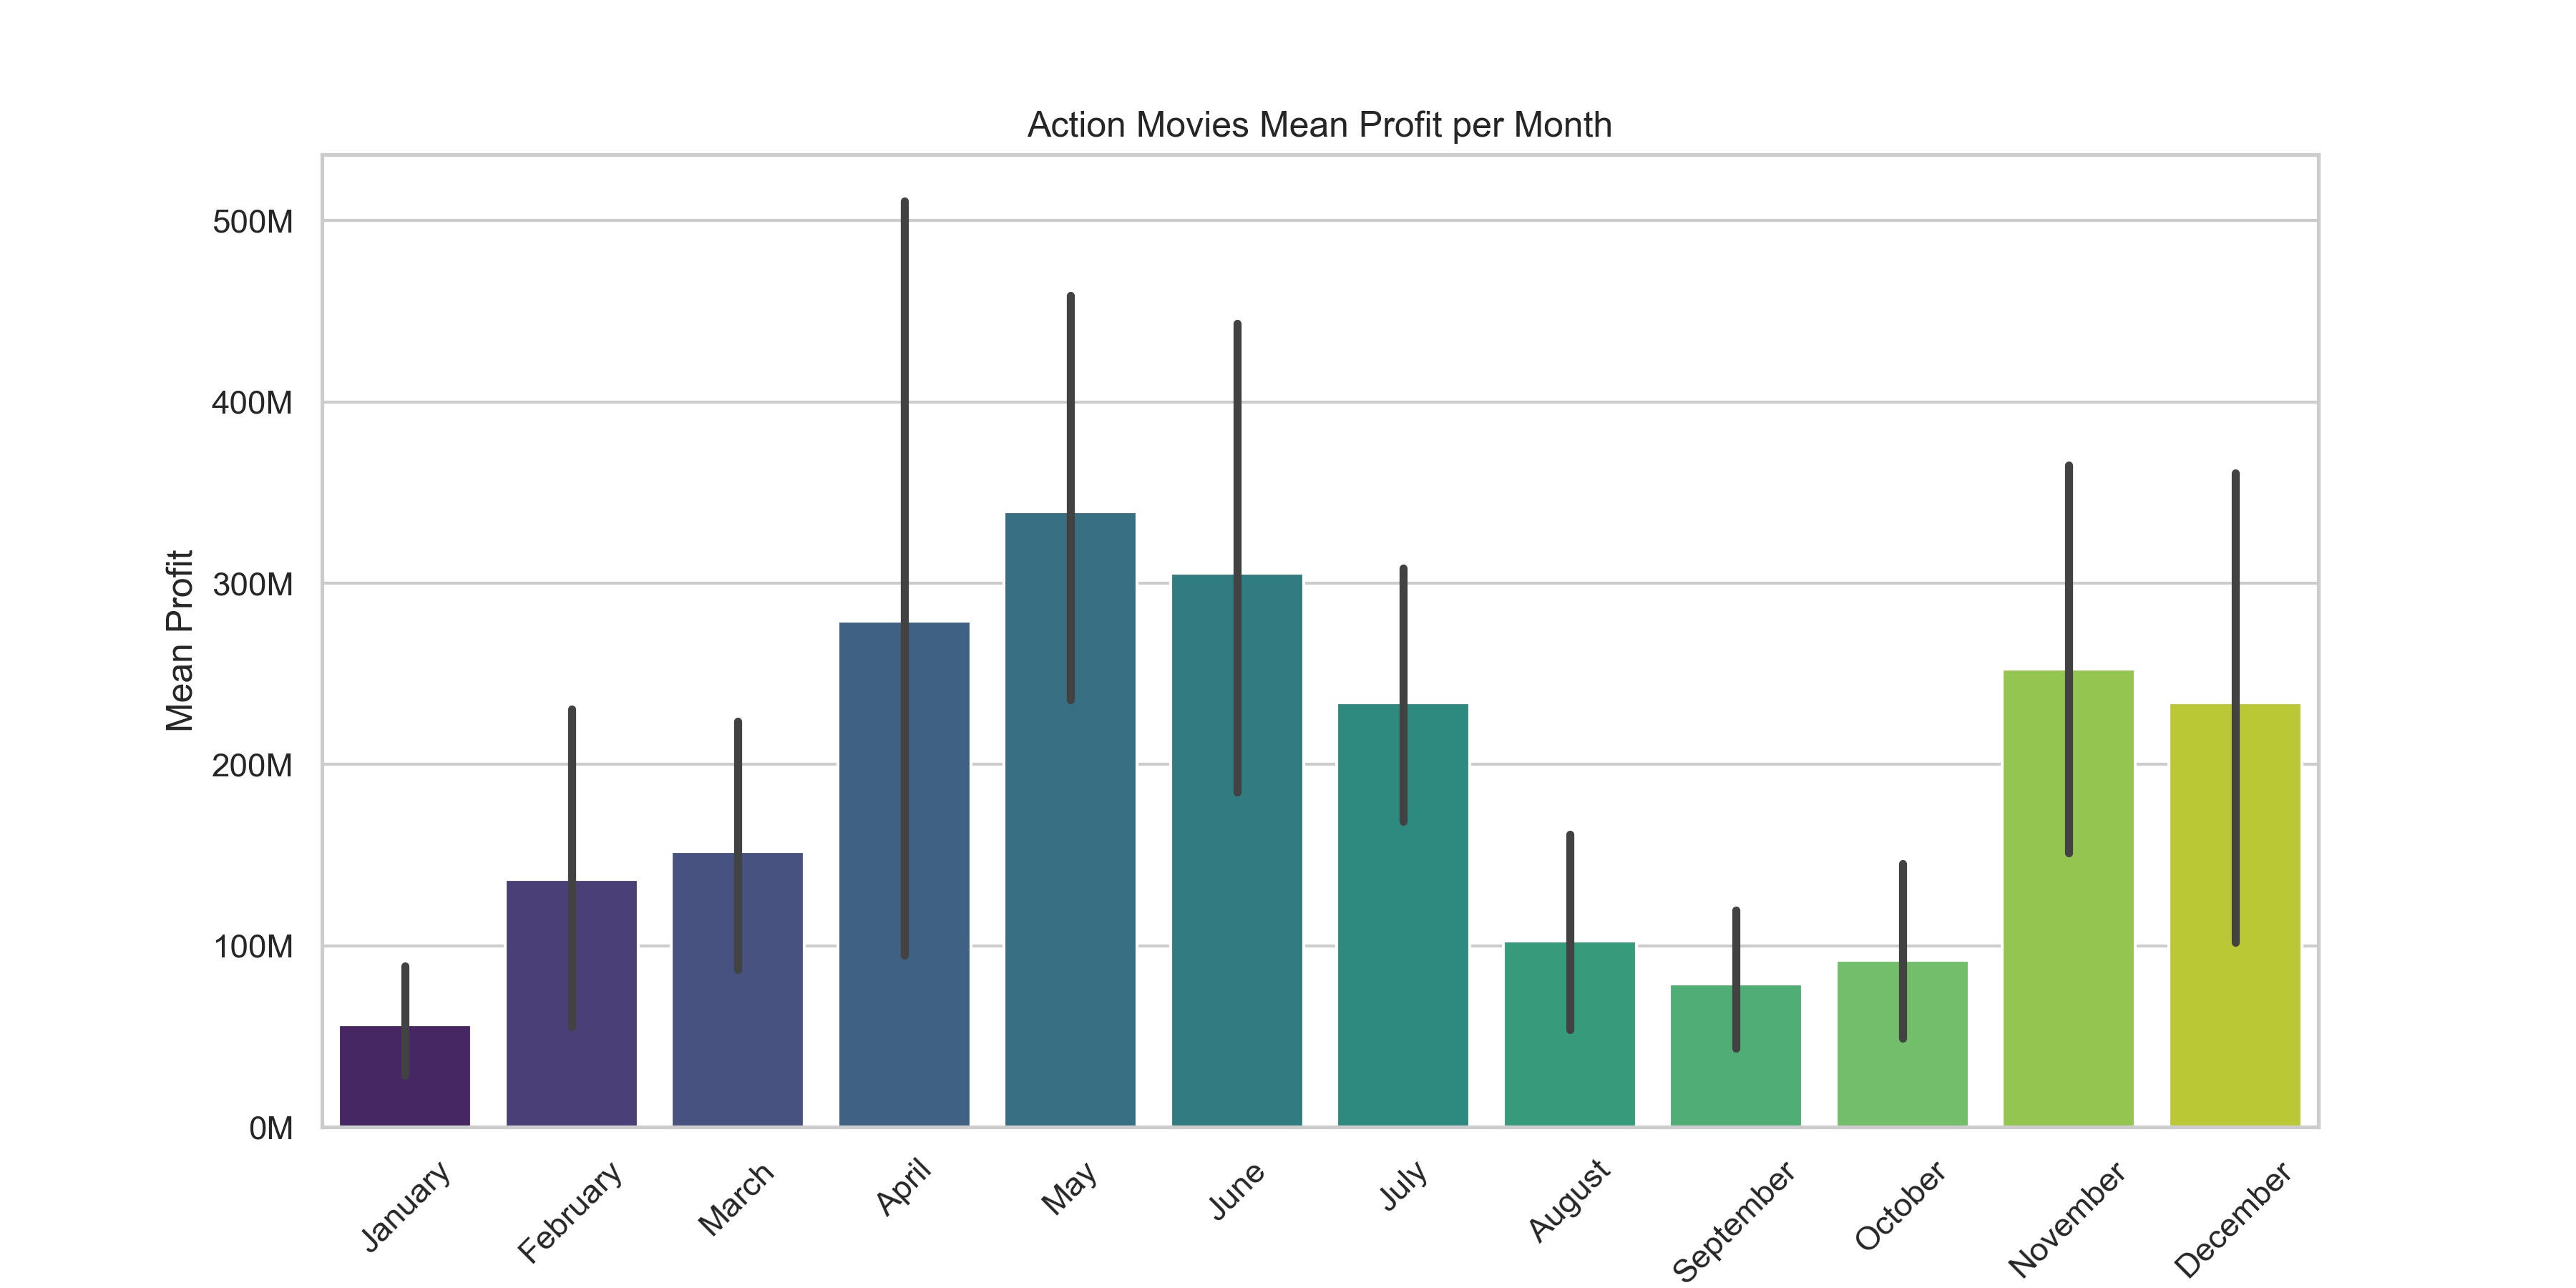 Action Movies Mean Profit per Month
Mean Profit
500M
400M
300M
200M
100M
0M
January
February
March
April
May
June
July
August
September
October
November
December